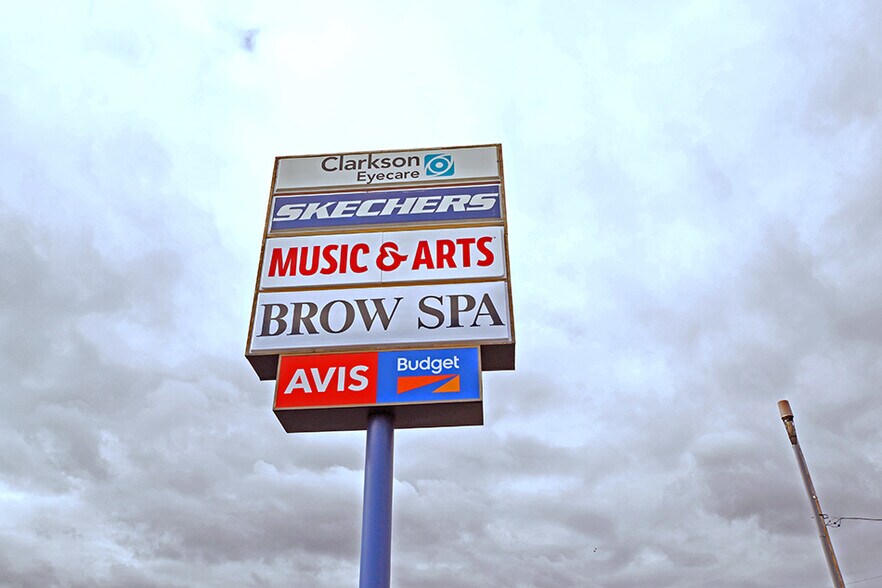 Clarkson
Eyecare
SKECHERS
MUSIC & ARTS
BROW SPA
AVIS
Budget